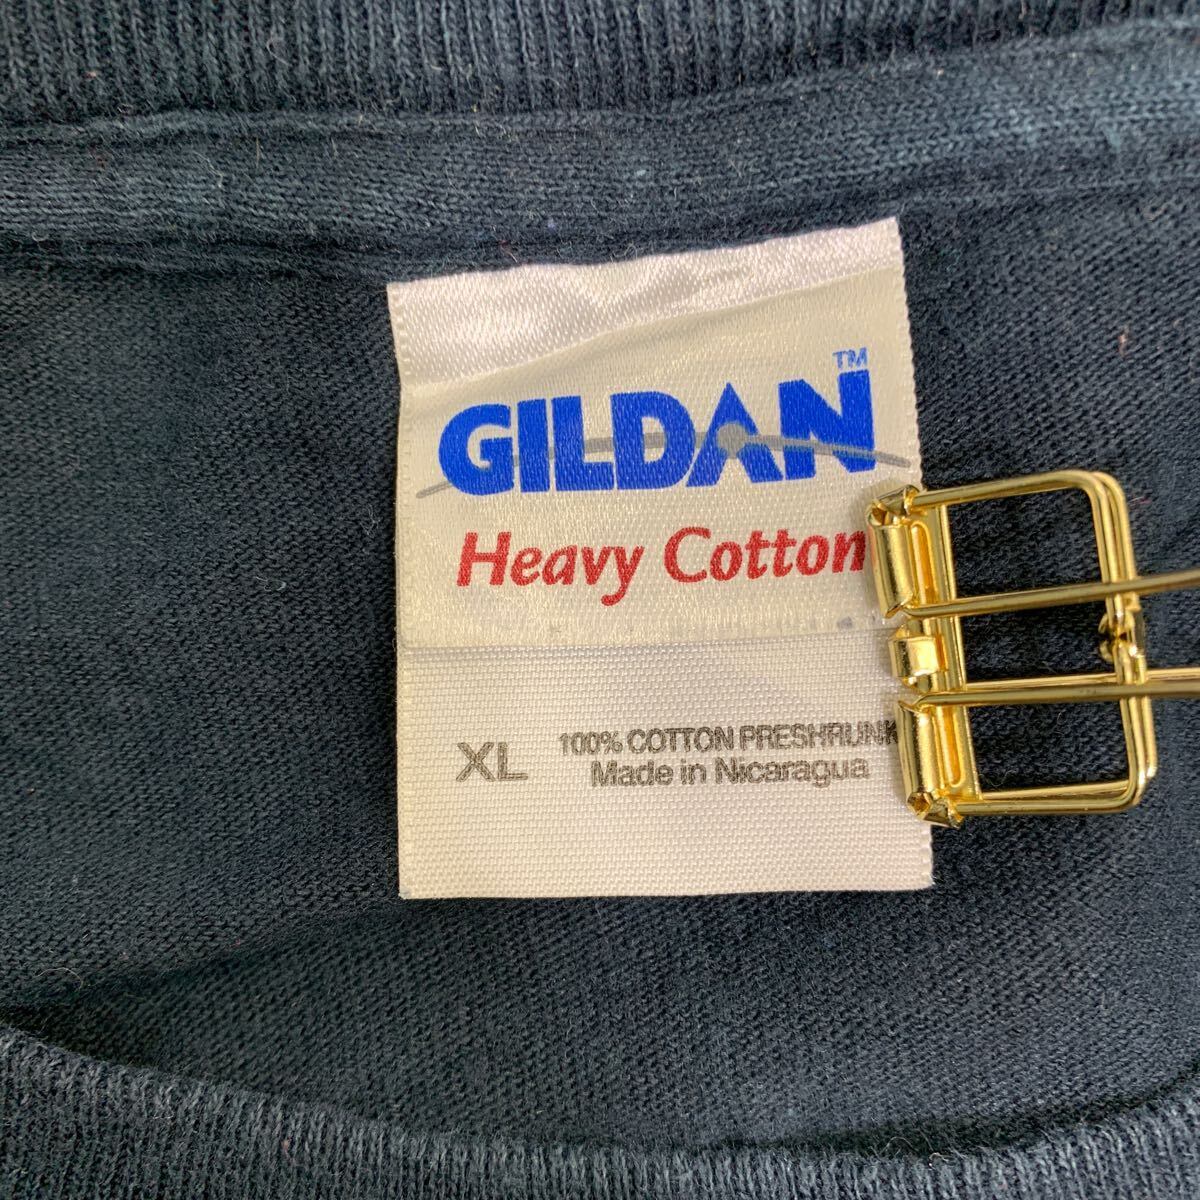 GILDAN™
Heavy Cotton
XL
100% COTTON PRESHRUNK
Made in Nicaragua